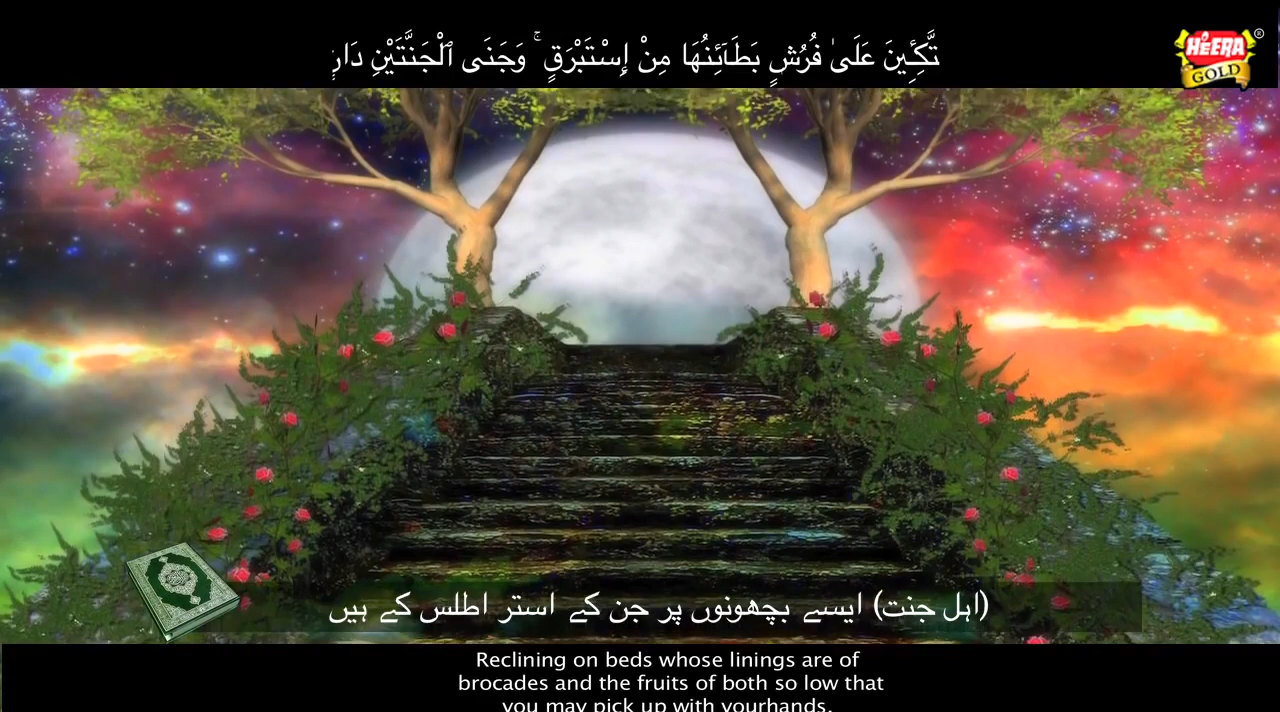 تَّكِـِٔينَ عَلَىٰ فُرُشٍۭ بَطَآئِنُهَا مِنْ إِسْتَبْرَقٍ ۚ وَجَنَى ٱلْجَنَّتَيْنِ دَانٍ
HEERA ®
GOLD
(اہل جنت) ایسے بچھونوں پر جن کے استر اطلس کے ہیں
Reclining on beds whose linings are of
brocades and the fruits of both so low that
you may pick up with yourhands.